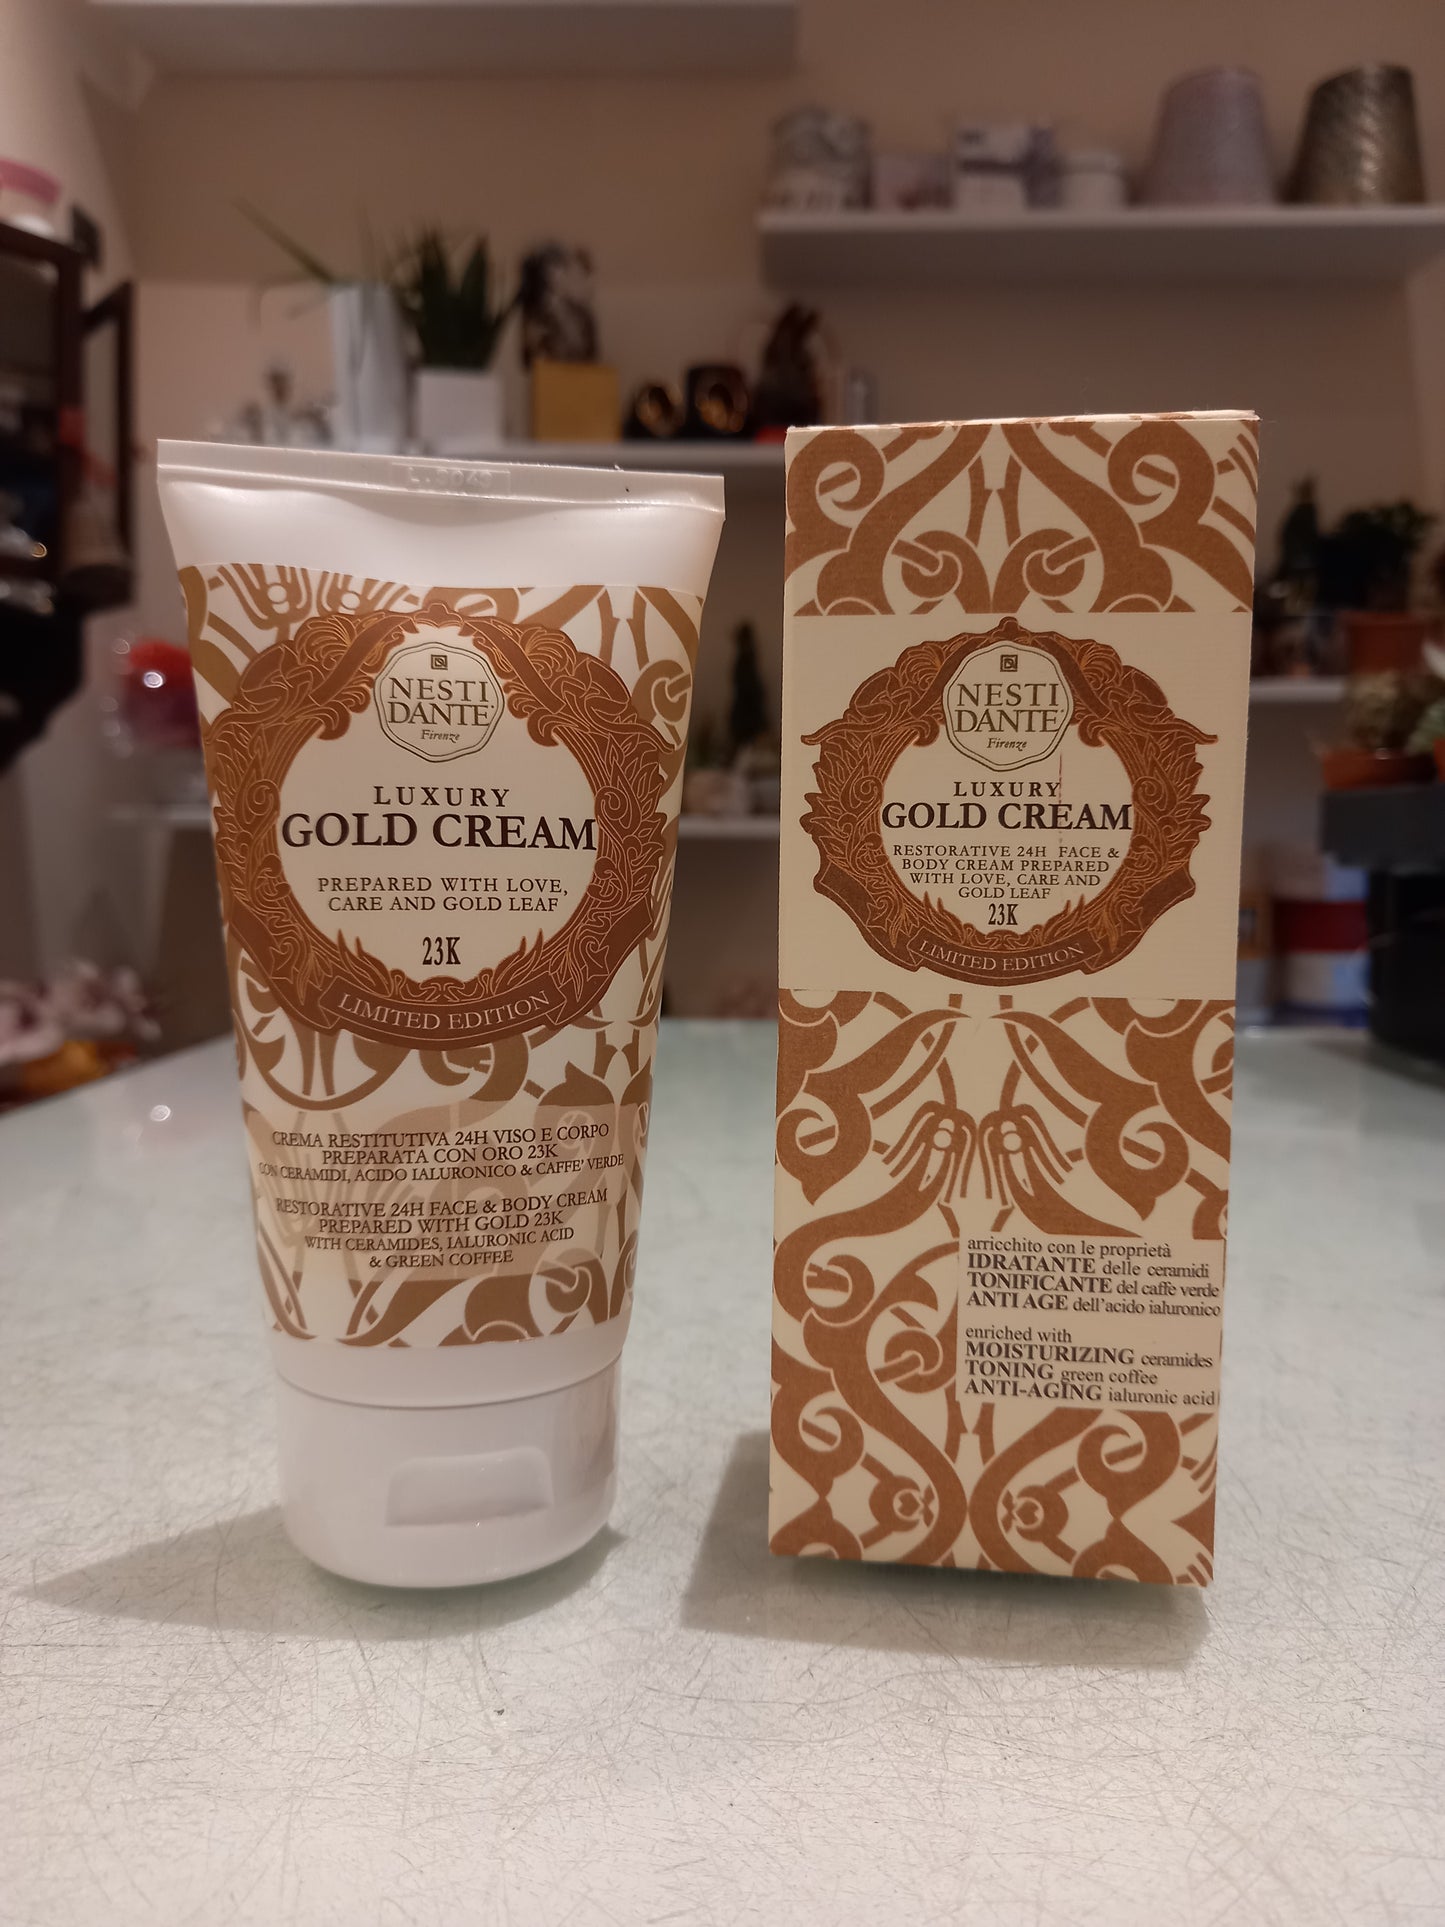 NESTI
DANTE
Firenze
LUXURY
GOLD CREAM
PREPARED WITH LOVE,
CARE AND GOLD LEAF
23K
LIMITED EDITION
CREMA RESTITUTIVA 24H VISO E CORPO
PREPARATA CON ORO 23K
CON CERAMIDI, ACIDO IALURONICO & CAFFE' VERDE
RESTORATIVE 24H FACE & BODY CREAM
PREPARED WITH GOLD 23K
WITH CERAMIDES, IALURONIC ACID
& GREEN COFFEE
NESTI
DANTE
Firenze
LUXURY
GOLD CREAM
RESTORATIVE 24H FACE &
BODY CREAM PREPARED
WITH LOVE, CARE AND
GOLD LEAF
23K
LIMITED EDITION
arricchito con le proprietà
IDRATANTE delle ceramidi
TONIFICANTE del caffe verde
ANTI AGE dell'acido ialuronico
enriched with
MOISTURIZING ceramides
TONING green coffee
ANTI-AGING ialuronic acid